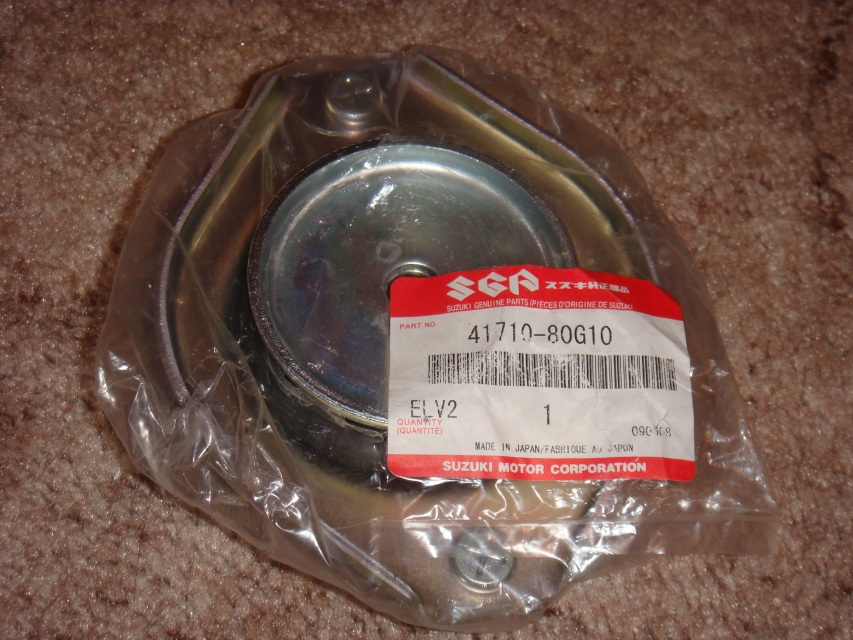 SGP スズキ純正部品
SUZUKI GENUINE PARTS/PIÈCES D'ORIGINE DE SUZUKI
PART NO.
41710-80G10
ELV2 1
QUANTITY
(QUANTITÉ)
MADE IN JAPAN/FABRIQUE AU JAPON
SUZUKI MOTOR CORPORATION